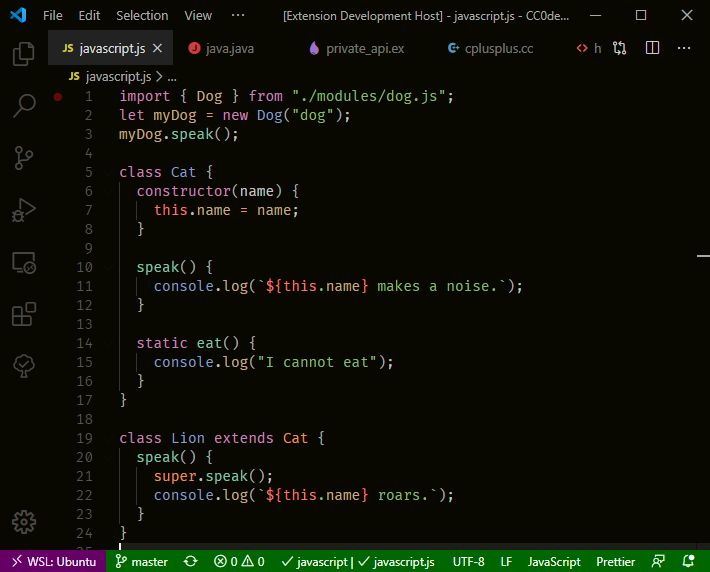 File Edit Selection View ··· [Extension Development Host] - javascript.js - CC0de...
JS javascript.js java.java private_api.ex C++ cplusplus.cc <> h ···
JS javascript.js > ...
1 import { Dog } from "./modules/dog.js";
2 let myDog = new Dog("dog");
3 myDog.speak();
4
5 class Cat {
6 constructor(name) {
7 this.name = name;
8 }
9
10 speak() {
11 console.log(`${this.name} makes a noise.`);
12 }
13
14 static eat() {
15 console.log("I cannot eat");
16 }
17 }
18
19 class Lion extends Cat {
20 speak() {
21 super.speak();
22 console.log(`${this.name} roars.`);
23 }
24 }
WSL: Ubuntu master 0 0 javascript | javascript.js UTF-8 LF JavaScript Prettier